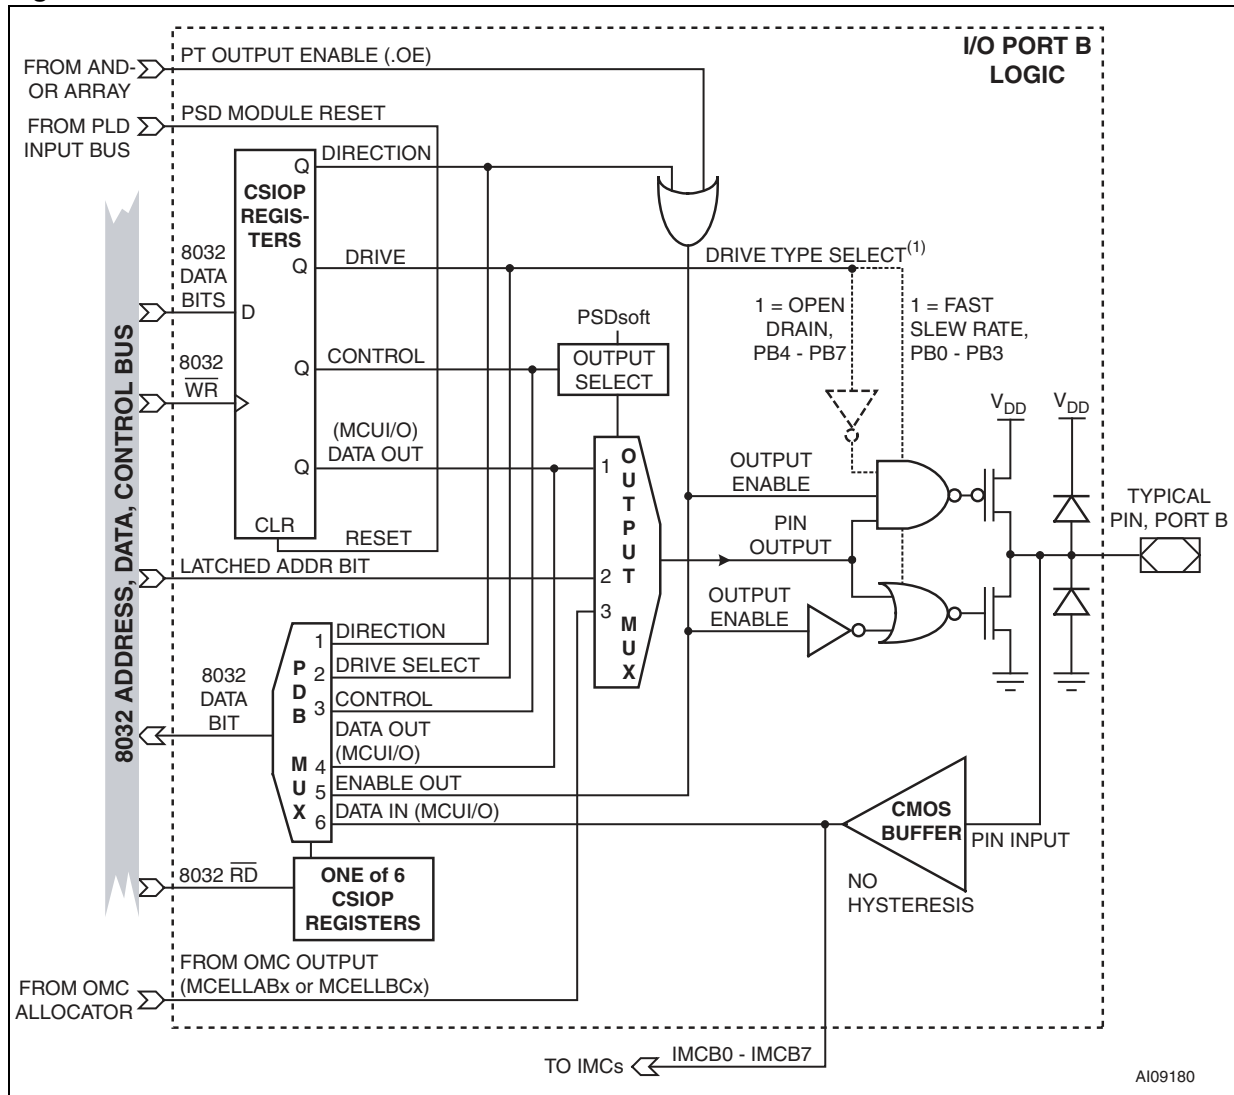 I/O PORT B
LOGIC
PT OUTPUT ENABLE (.OE)
FROM AND-
OR ARRAY
PSD MODULE RESET
FROM PLD
INPUT BUS
DIRECTION
Q
CSIOP
REGIS-
TERS
8032
DATA
BITS
Q
DRIVE
DRIVE TYPE SELECT(1)
D
1 = OPEN
DRAIN,
PB4 - PB7
1 = FAST
SLEW RATE,
PB0 - PB3
PSDsoft
OUTPUT
SELECT
8032
WR
Q
CONTROL
(MCUI/O)
DATA OUT
Q
CLR
RESET
8032 ADDRESS, DATA, CONTROL BUS
LATCHED ADDR BIT
1
2
3
OUTPUT MUX
VDD
VDD
OUTPUT
ENABLE
PIN
OUTPUT
OUTPUT
ENABLE
TYPICAL
PIN, PORT B
8032
DATA
BIT
PDB MUX
1
DIRECTION
2
DRIVE SELECT
3
CONTROL
DATA OUT
(MCUI/O)
4
5
ENABLE OUT
6
DATA IN (MCUI/O)
CMOS
BUFFER
PIN INPUT
NO
HYSTERESIS
8032 RD
ONE of 6
CSIOP
REGISTERS
FROM OMC OUTPUT
(MCELLABx or MCELLBCx)
FROM OMC
ALLOCATOR
TO IMCs
IMCB0 - IMCB7
AI09180